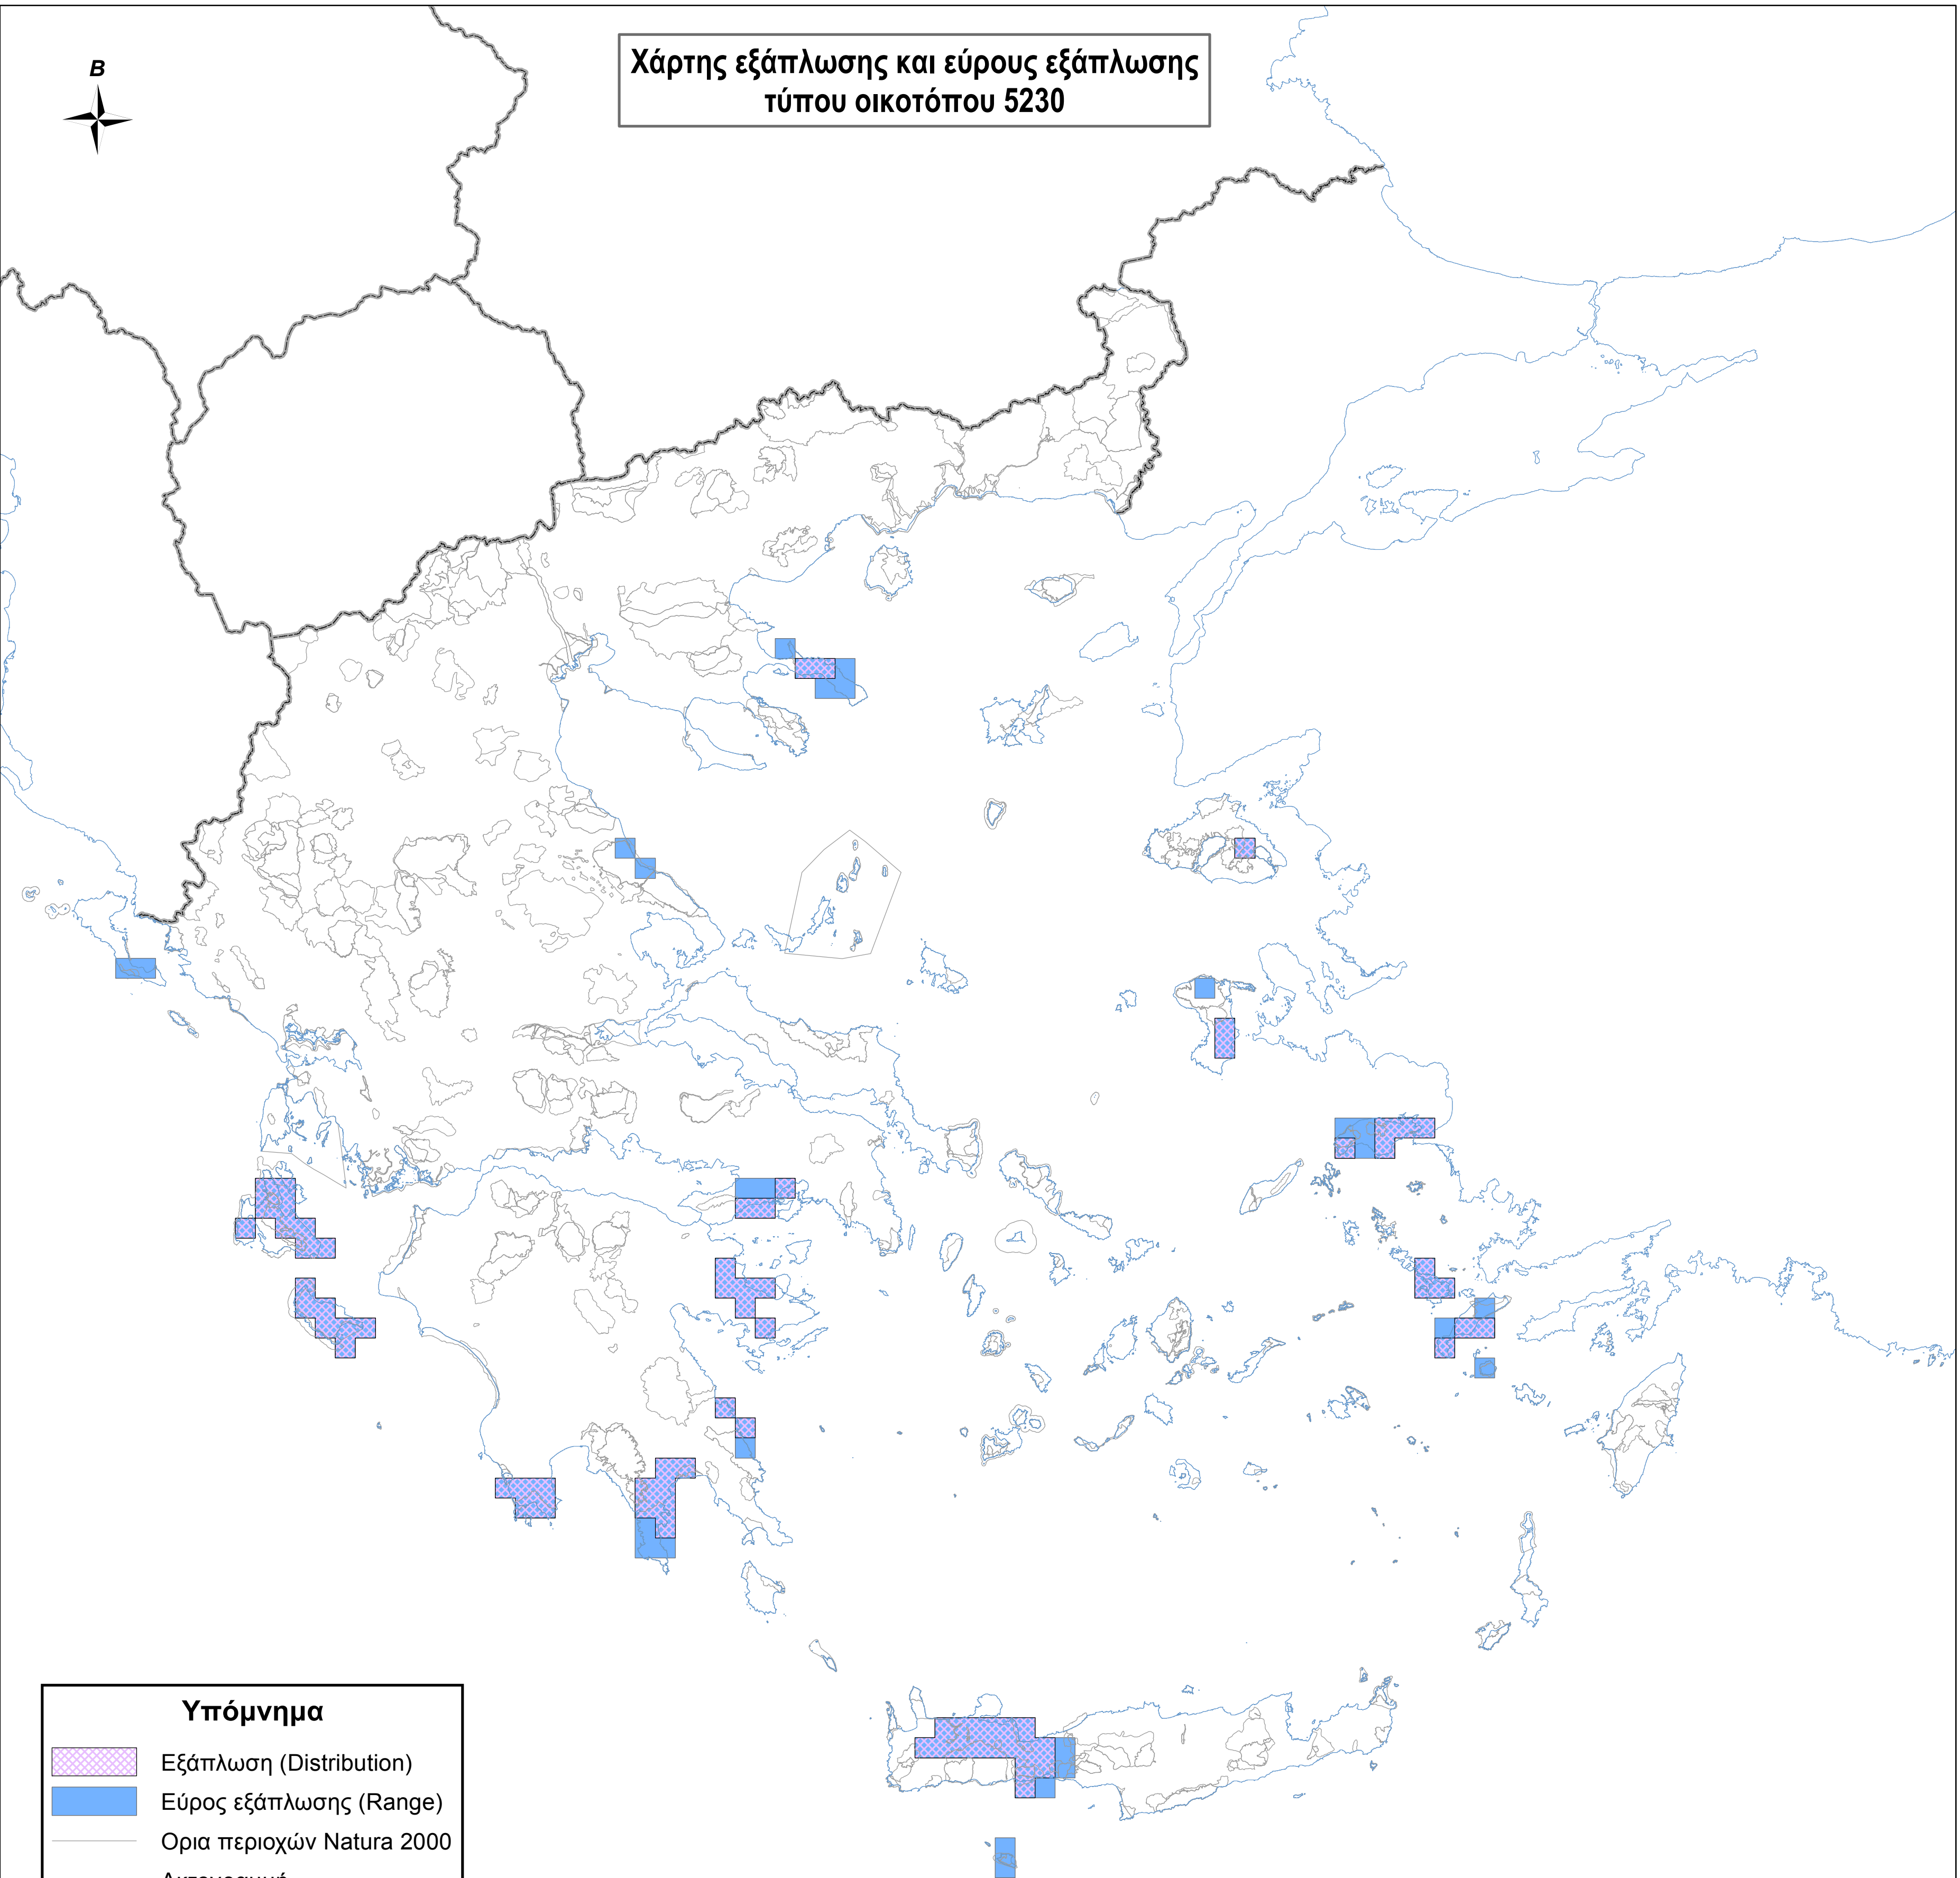 Χάρτης εξάπλωσης και εύρους εξάπλωσης
τύπου οικοτόπου 5230
Β
Υπόμνημα
Εξάπλωση (Distribution)
Εύρος εξάπλωσης (Range)
Ορια περιοχών Natura 2000